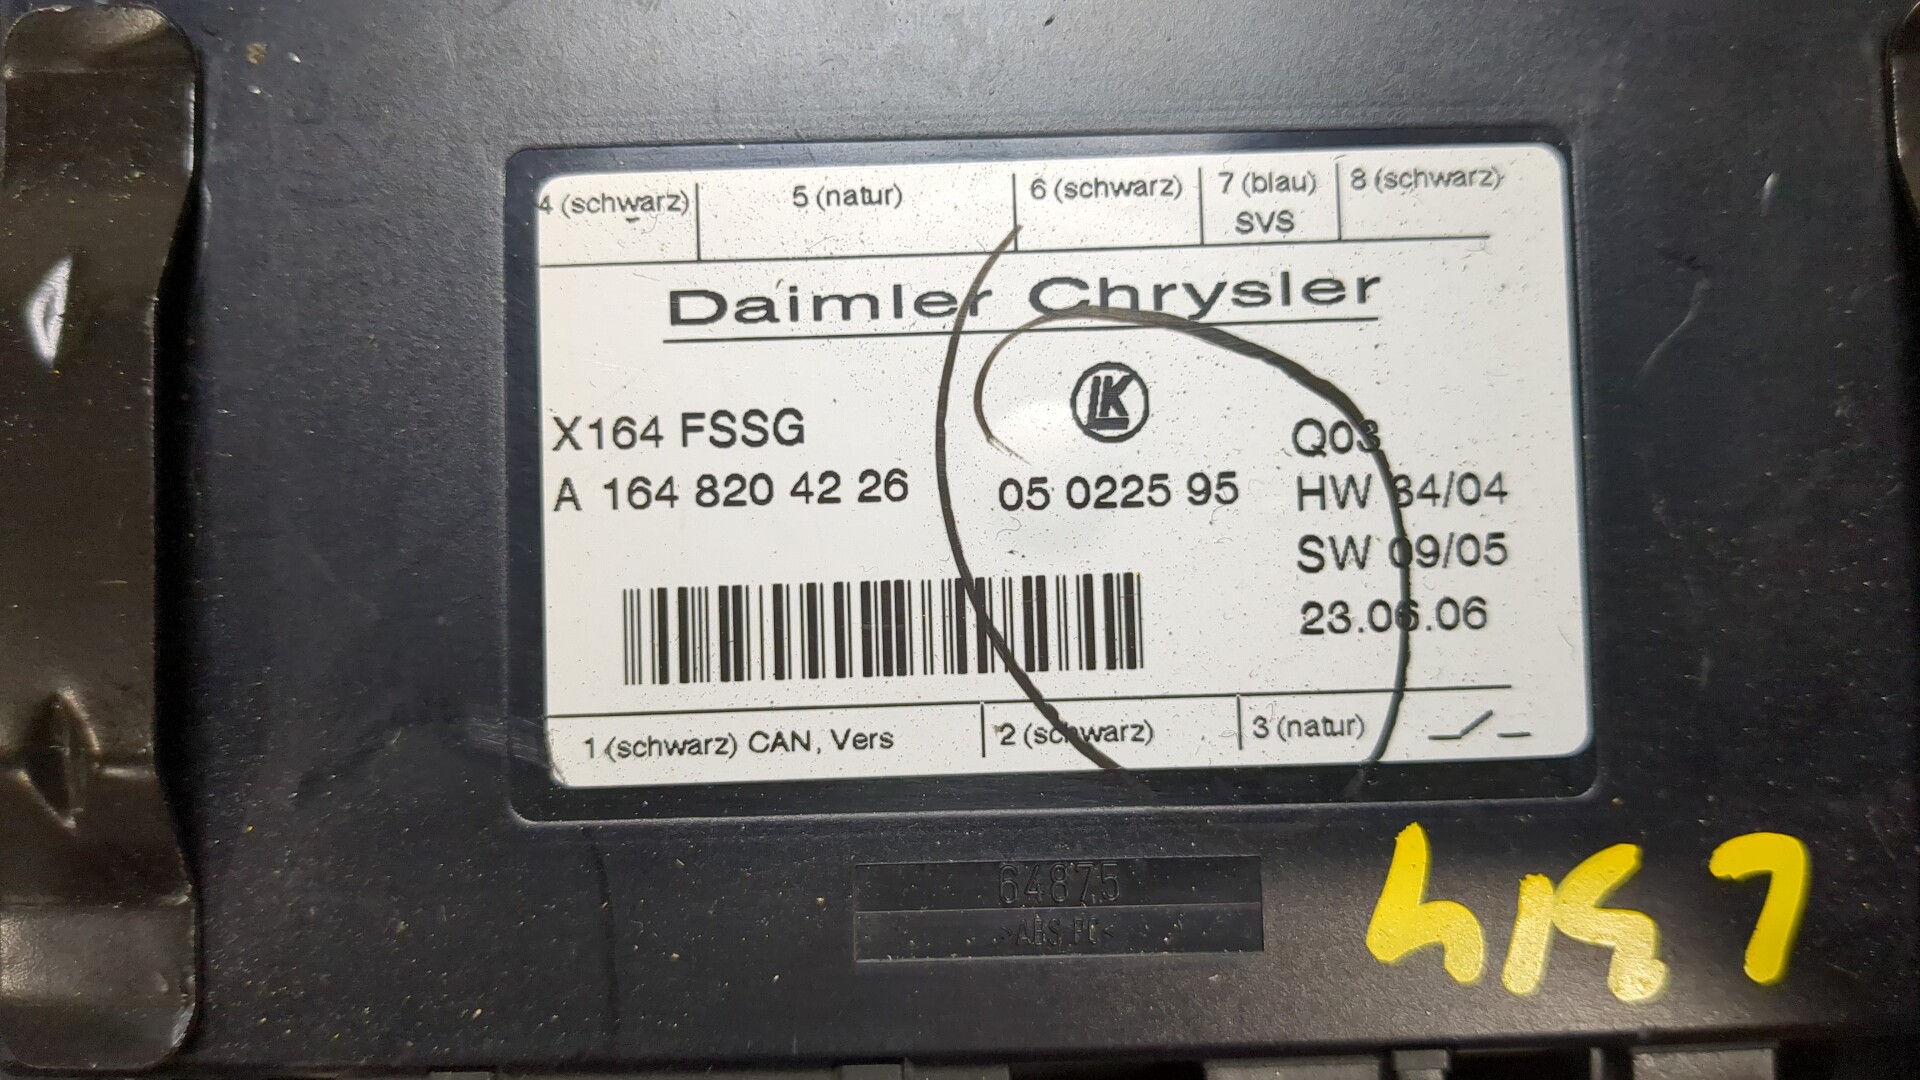 4 (schwarz) 5 (natur) 6 (schwarz) 7 (blau) 8 (schwarz)
SVS
Daimler Chrysler
LK
X164 FSSG Q03
A 164 820 42 26 05 0225 95 HW 34/04
SW 09/05
23.06.06
1 (schwarz) CAN, Vers 2 (schwarz) 3 (natur)
64875
>ABS PC<